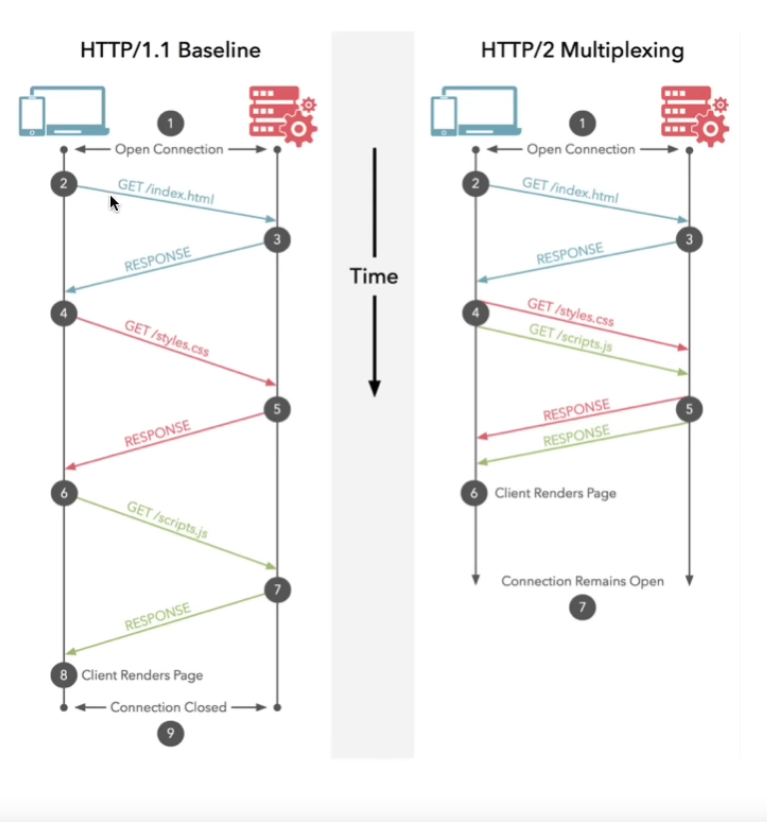 HTTP/1.1 Baseline
1
Open Connection
2
GET /index.html
3
RESPONSE
4
GET /styles.css
5
RESPONSE
6
GET /scripts.js
7
RESPONSE
8 Client Renders Page
Connection Closed
9
Time
HTTP/2 Multiplexing
1
Open Connection
2
GET /index.html
3
RESPONSE
4
GET /styles.css
GET /scripts.js
5
RESPONSE
RESPONSE
6 Client Renders Page
Connection Remains Open
7